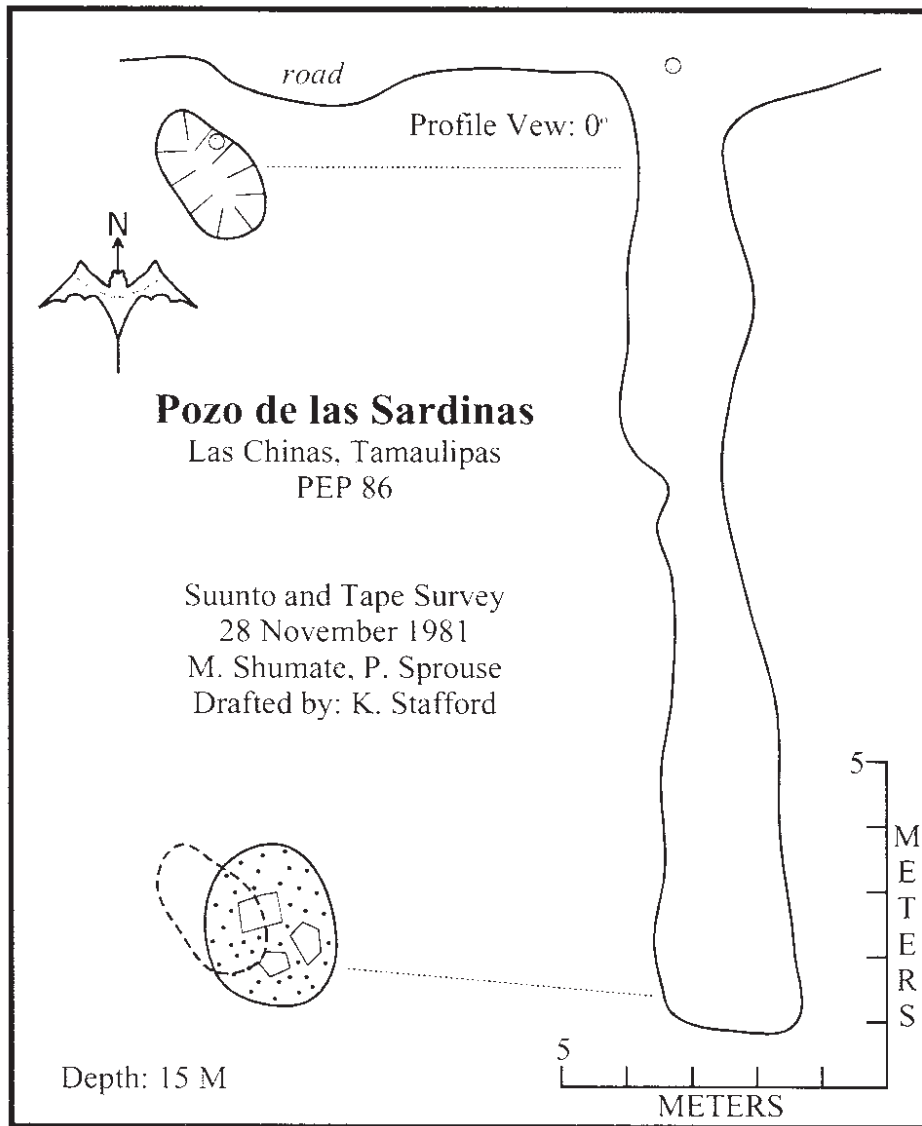 road
Profile Vew: 0°
N
Pozo de las Sardinas
Las Chinas, Tamaulipas
PEP 86
Suunto and Tape Survey
28 November 1981
M. Shumate, P. Sprouse
Drafted by: K. Stafford
5
METERS
Depth: 15 M
5
METERS